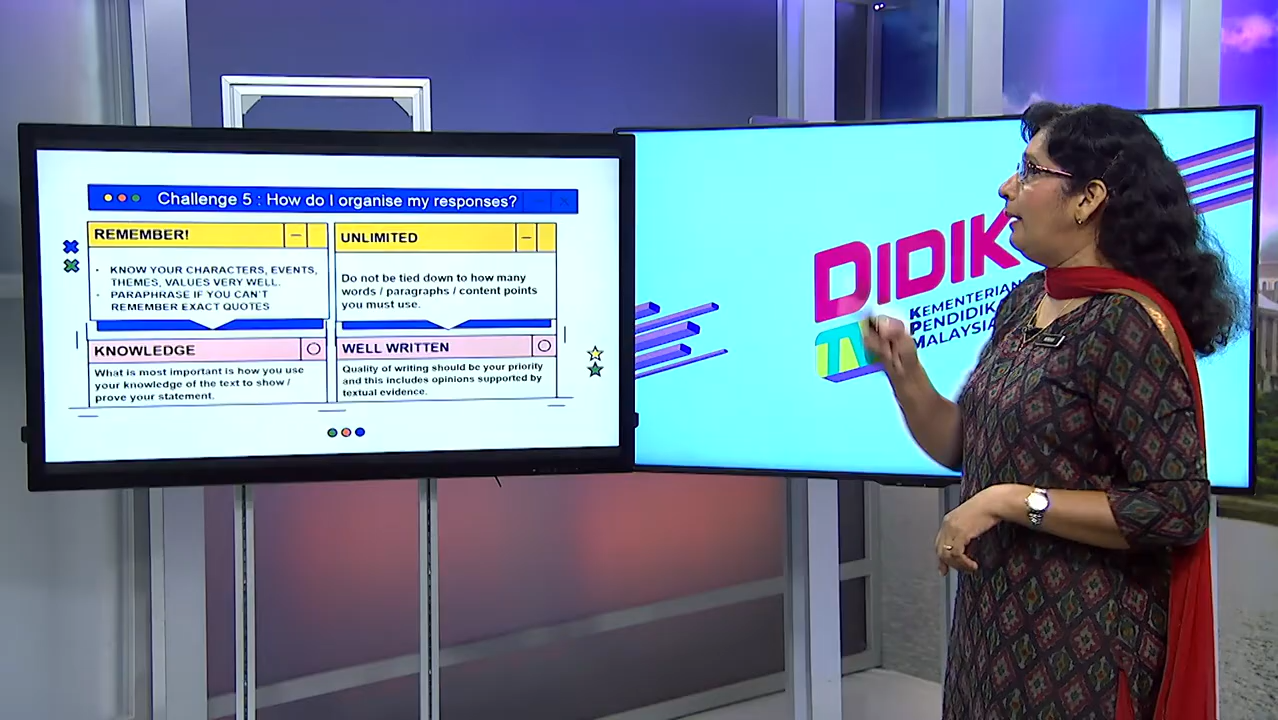 Challenge 5 : How do I organise my responses?
REMEMBER!
• KNOW YOUR CHARACTERS, EVENTS,
THEMES, VALUES VERY WELL.
• PARAPHRASE IF YOU CAN'T
REMEMBER EXACT QUOTES
UNLIMITED
Do not be tied down to how many
words / paragraphs / content points
you must use.
KNOWLEDGE
What is most important is how you use
your knowledge of the text to show /
prove your statement.
WELL WRITTEN
Quality of writing should be your priority
and this includes opinions supported by
textual evidence.
DIDIK
KEMENTERIAN
PENDIDIKA
MALAYSIA